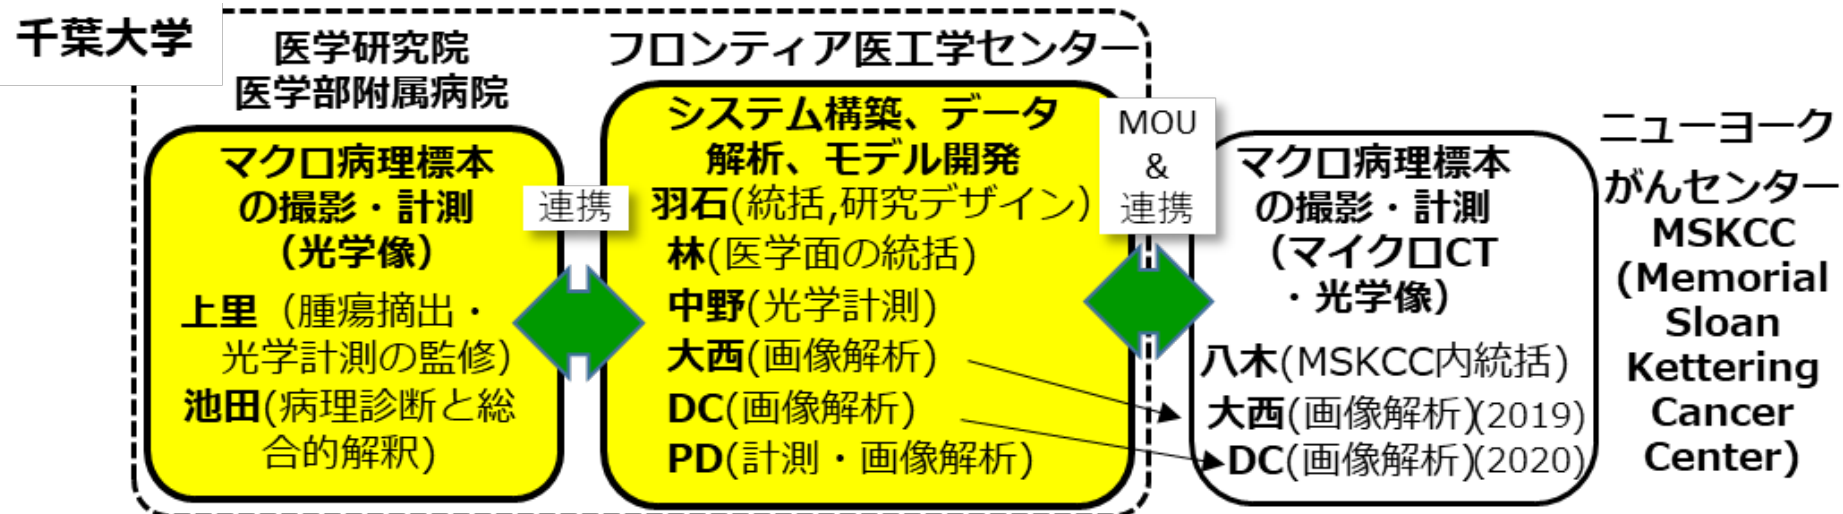 千葉大学
医学研究院
医学部附属病院
マクロ病理標本
の撮影・計測
（光学像）
上里（腫瘍摘出・
光学計測の監修）
池田(病理診断と総
合的解釈)
連携
フロンティア医工学センター
システム構築、データ
解析、モデル開発
羽石(統括,研究デザイン）
林(医学面の統括)
中野(光学計測)
大西(画像解析)
DC(画像解析)
PD(計測・画像解析)
MOU
&
連携
マクロ病理標本
の撮影・計測
（マイクロCT
・光学像）
八木(MSKCC内統括)
大西(画像解析)(2019)
DC(画像解析)(2020)
ニューヨーク
がんセンター
MSKCC
(Memorial
Sloan
Kettering
Cancer
Center)